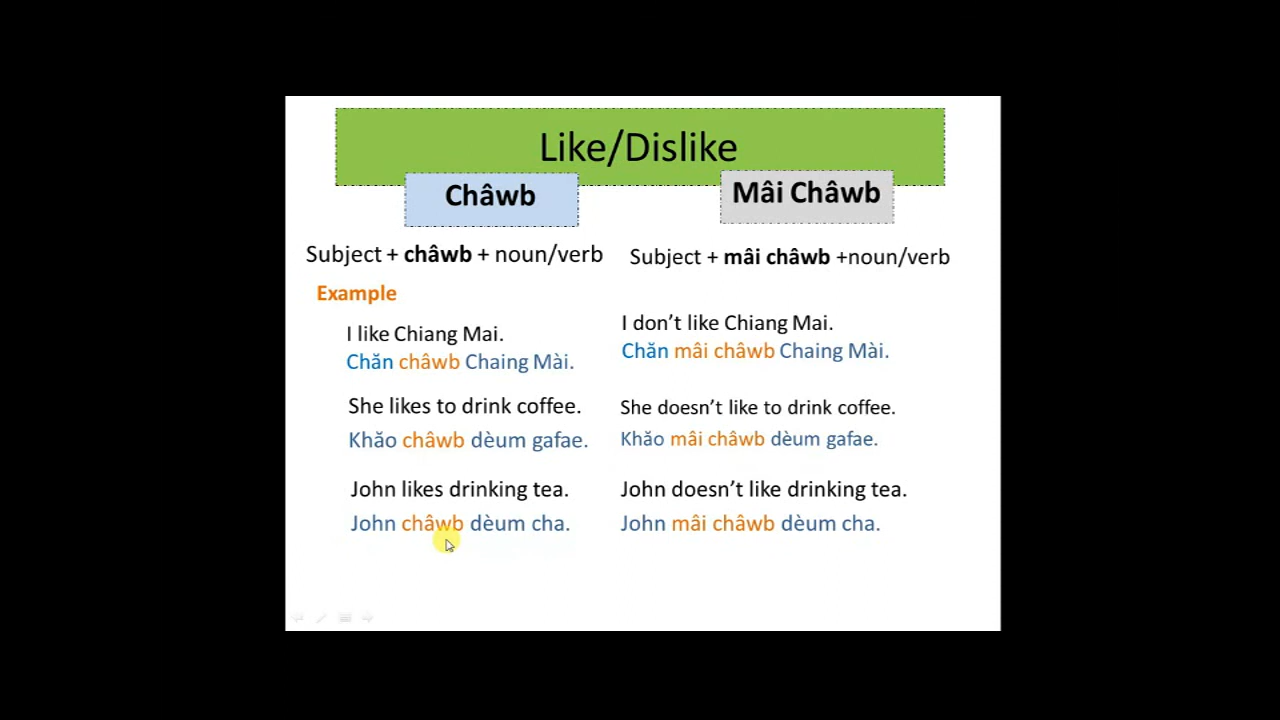 Like/Dislike
Châwb
Mâi Châwb
Subject + châwb + noun/verb
Example
I like Chiang Mai.
Chăn châwb Chaing Mài.
She likes to drink coffee.
Khăo châwb dèum gafae.
John likes drinking tea.
John châwb dèum cha.
Subject + mâi châwb +noun/verb
I don't like Chiang Mai.
Chăn mâi châwb Chaing Mài.
She doesn't like to drink coffee.
Khăo mâi châwb dèum gafae.
John doesn't like drinking tea.
John mâi châwb dèum cha.